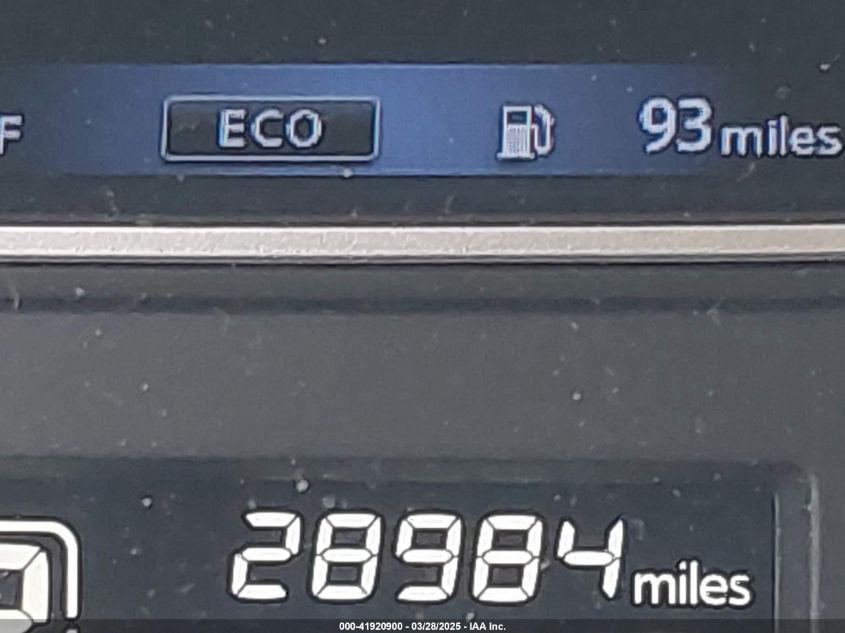 F ECO 93 miles
28984 miles
000-41920900 - 03/28/2025 - IAA Inc.